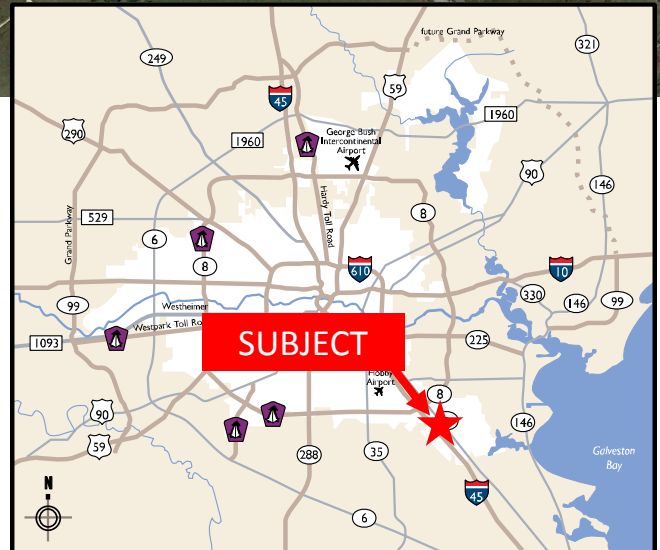 future Grand Parkway
321
249
59
45
290
1960
George Bush
Intercontinental
Airport
1960
90
146
Hardy Toll Road
Grand Parkway
529
6
8
8
610
10
99
Westheimer
330
146
99
1093
Westpark Toll Ro
SUBJECT
225
Hobby
Airport
8
90
59
146
288
35
Galveston
Bay
N
45
6